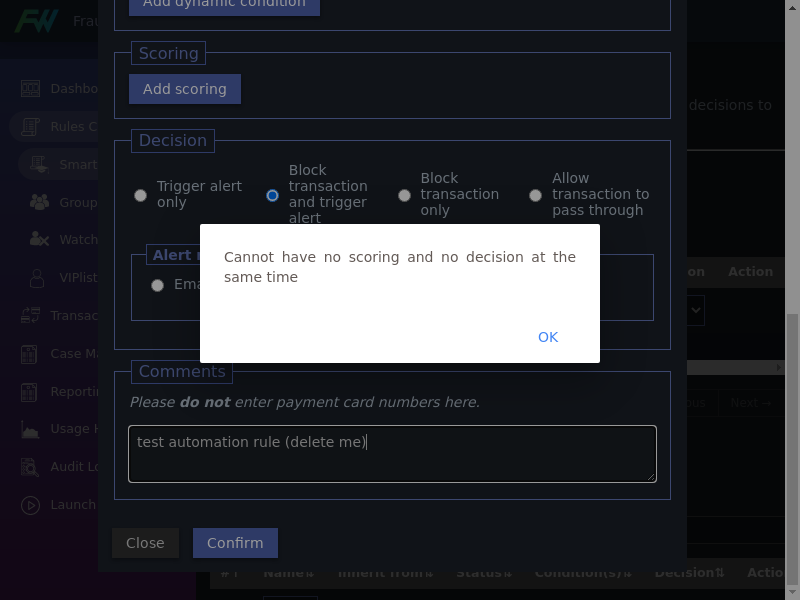 Add dynamic condition
FW Frau
Scoring
Dashbo
Add scoring
decisions to
Rules C
Decision
Smart
Trigger alert only
Block transaction and trigger alert
Block transaction only
Allow transaction to pass through
Group
Watch
Alert
Cannot have no scoring and no decision at the
same time
on Action
VIPlist
Ema
Transac
OK
Case M
Comments
Reporti
Please do not enter payment card numbers here.
ous Next →
Usage H
test automation rule (delete me)
Audit Lo
Launch
Close Confirm
# ↑ Name⇅ Inherit from⇅ Status⇅ Condition(s)⇅ Decision⇅ Actio